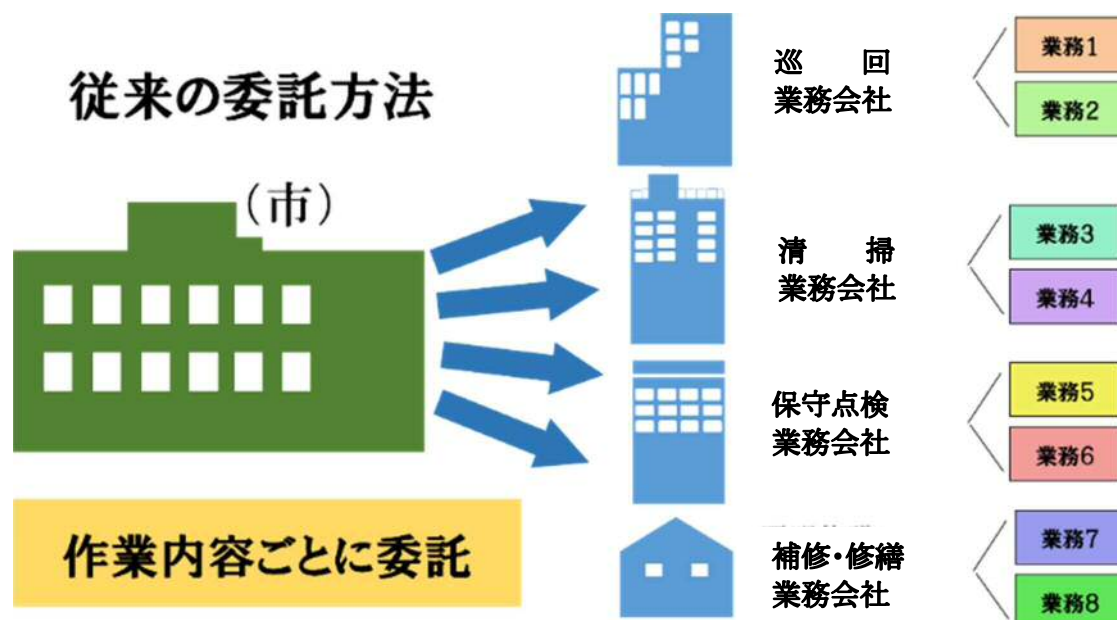 従来の委託方法
(市)
作業内容ごとに委託
巡 回
業務会社
業務1
業務2
清 掃
業務会社
業務3
業務4
保守点検
業務会社
業務5
業務6
補修・修繕
業務会社
業務7
業務8